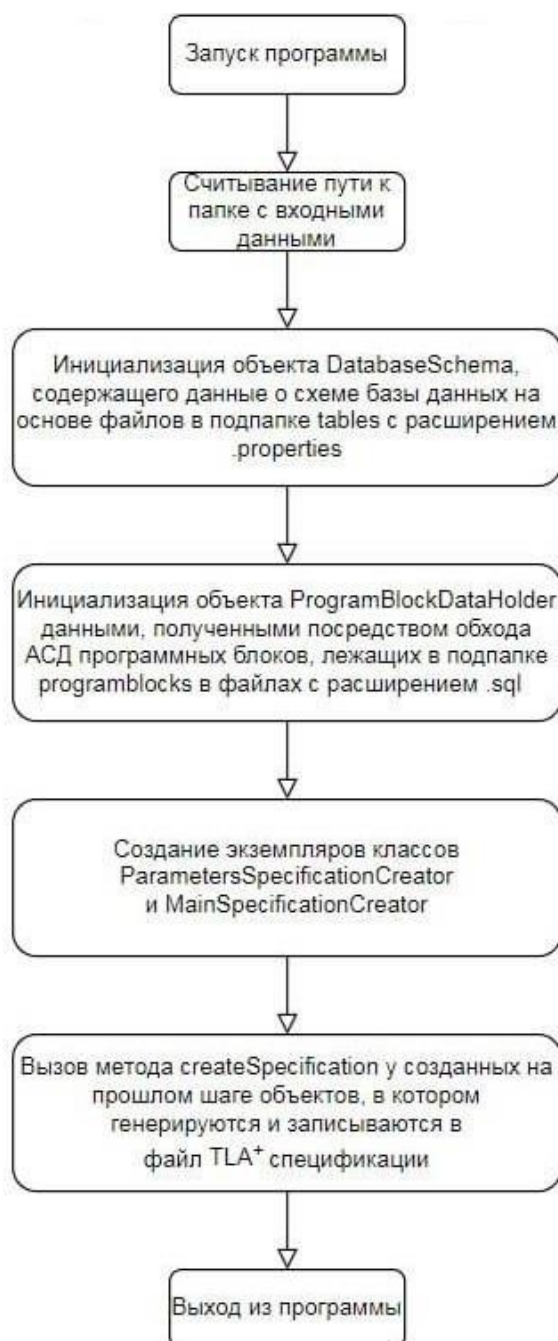 Запуск программы
Считывание пути к
папке с входными
данными
Инициализация объекта DatabaseSchema,
содержащего данные о схеме базы данных на
основе файлов в подпапке tables с расширением
.properties
Инициализация объекта ProgramBlockDataHolder
данными, полученными посредством обхода
АСД программных блоков, лежащих в подпапке
programblocks в файлах с расширением .sql
Создание экземпляров классов
ParametersSpecificationCreator
и MainSpecificationCreator
Вызов метода createSpecification у созданных на
прошлом шаге объектов, в котором
генерируются и записываются в
файл TLA⁺ спецификации
Выход из программы